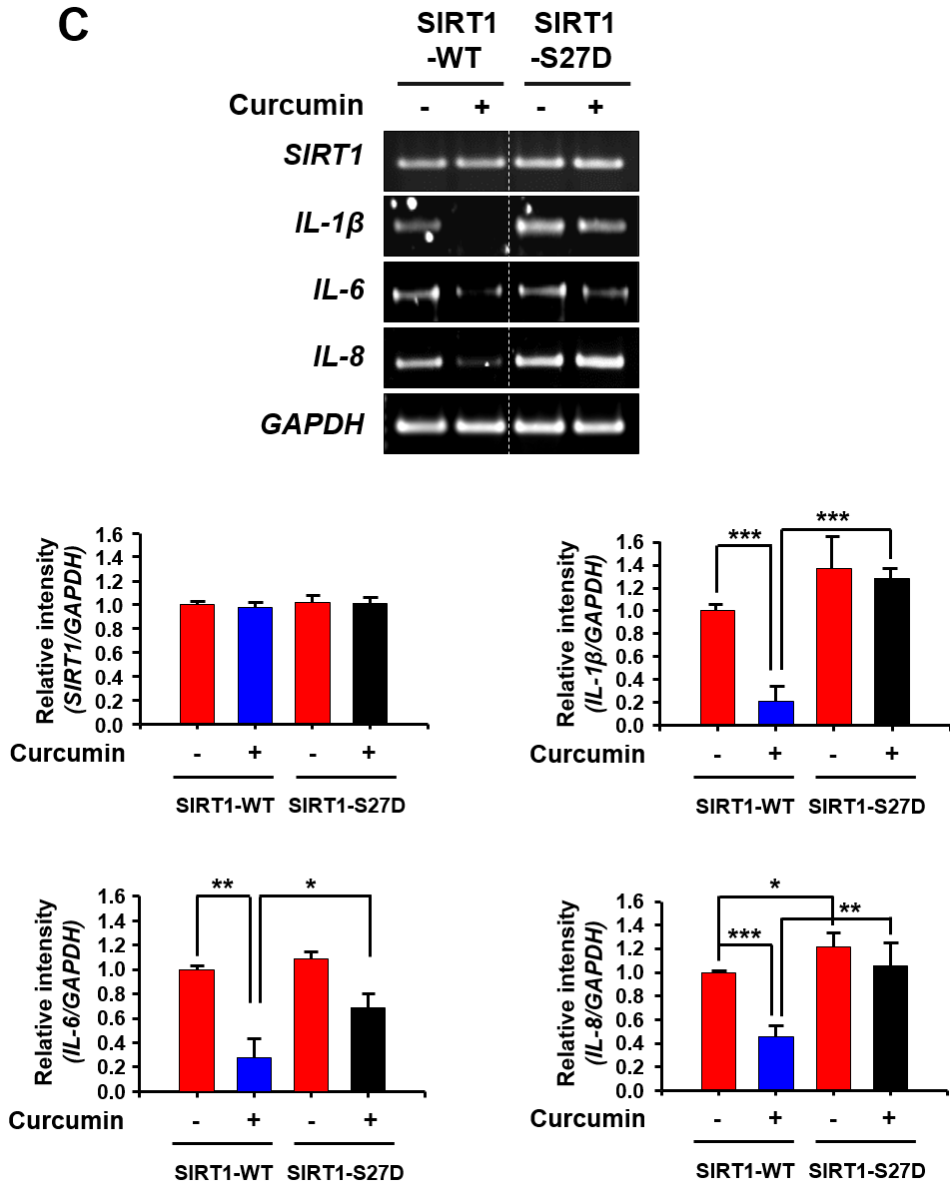 C
SIRT1 SIRT1
-WT -S27D
Curcumin - + - +
SIRT1
IL-1β
IL-6
IL-8
GAPDH
Relative intensity
(SIRT1/GAPDH)
1.6
1.4
1.2
1.0
0.8
0.6
0.4
0.2
0.0
Curcumin - + - +
SIRT1-WT SIRT1-S27D
Relative intensity
(IL-1β/GAPDH)
*** ***
1.6
1.4
1.2
1.0
0.8
0.6
0.4
0.2
0.0
Curcumin - + - +
SIRT1-WT SIRT1-S27D
Relative intensity
(IL-6/GAPDH)
** *
1.6
1.4
1.2
1.0
0.8
0.6
0.4
0.2
0.0
Curcumin - + - +
SIRT1-WT SIRT1-S27D
Relative intensity
(IL-8/GAPDH)
*
*** **
1.6
1.4
1.2
1.0
0.8
0.6
0.4
0.2
0.0
Curcumin - + - +
SIRT1-WT SIRT1-S27D